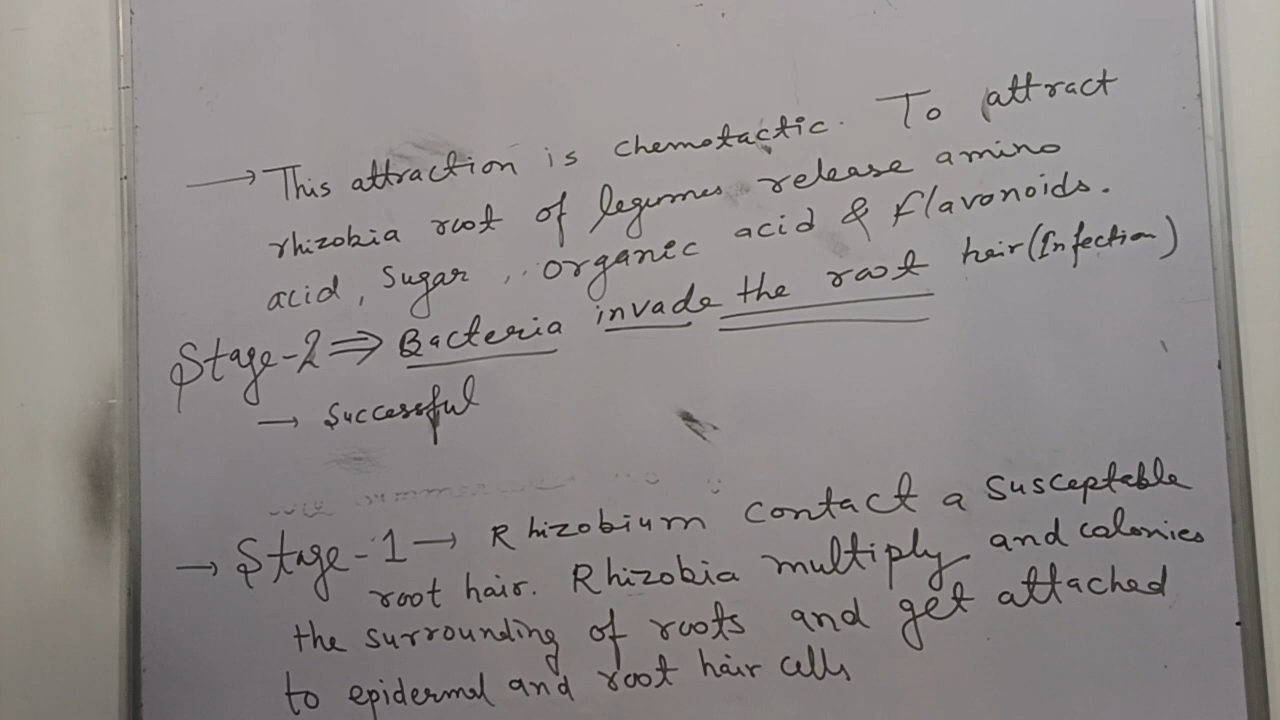 → This attraction is chemotactic. To attract
rhizobia root of legumes release amino
acid, sugar, organic acid & flavonoids.
Stage-2 ⇒ Bacteria invade the root hair (Infection)
→ Successful
→ Stage-1 → Rhizobium contact a susceptable
root hair. Rhizobia multiply and colonies
the surrounding of roots and get attached
to epidermal and root hair cells